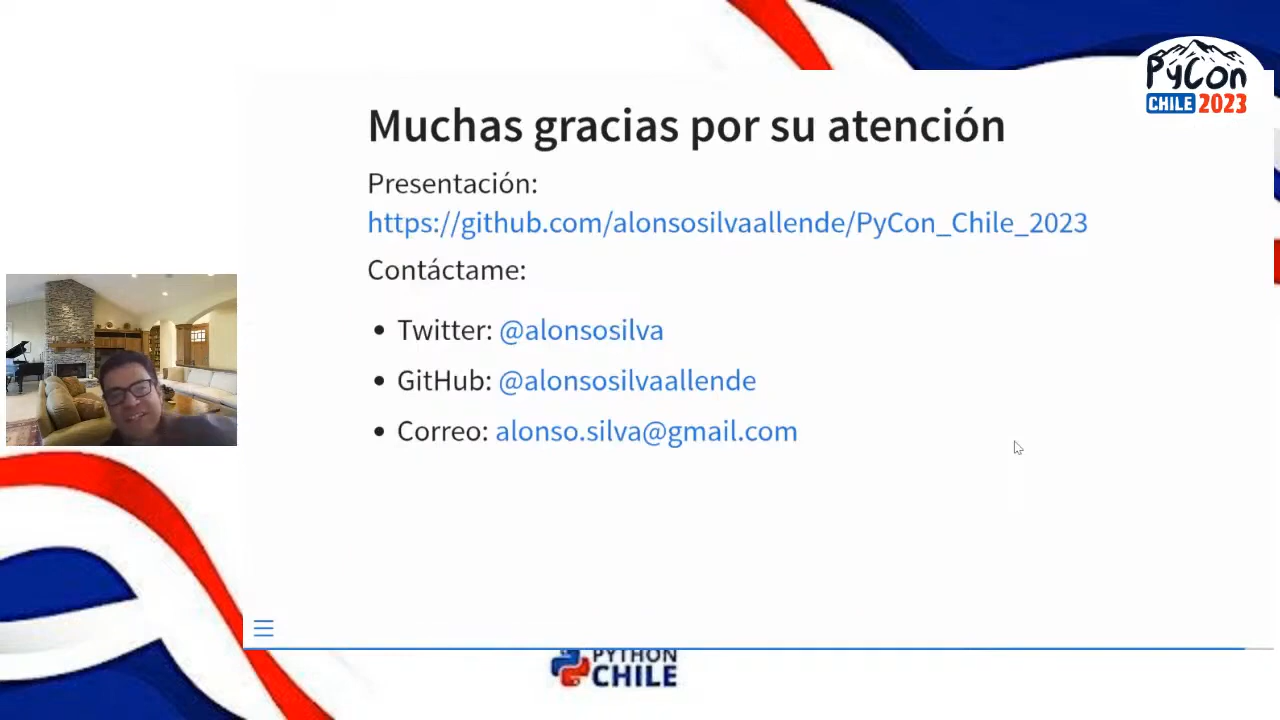 PyCon
CHILE 2023
Muchas gracias por su atención
Presentación:
https://github.com/alonsosilvaallende/PyCon_Chile_2023
Contáctame:
• Twitter: @alonsosilva
• GitHub: @alonsosilvaallende
• Correo: alonso.silva@gmail.com
PYTHON
CHILE